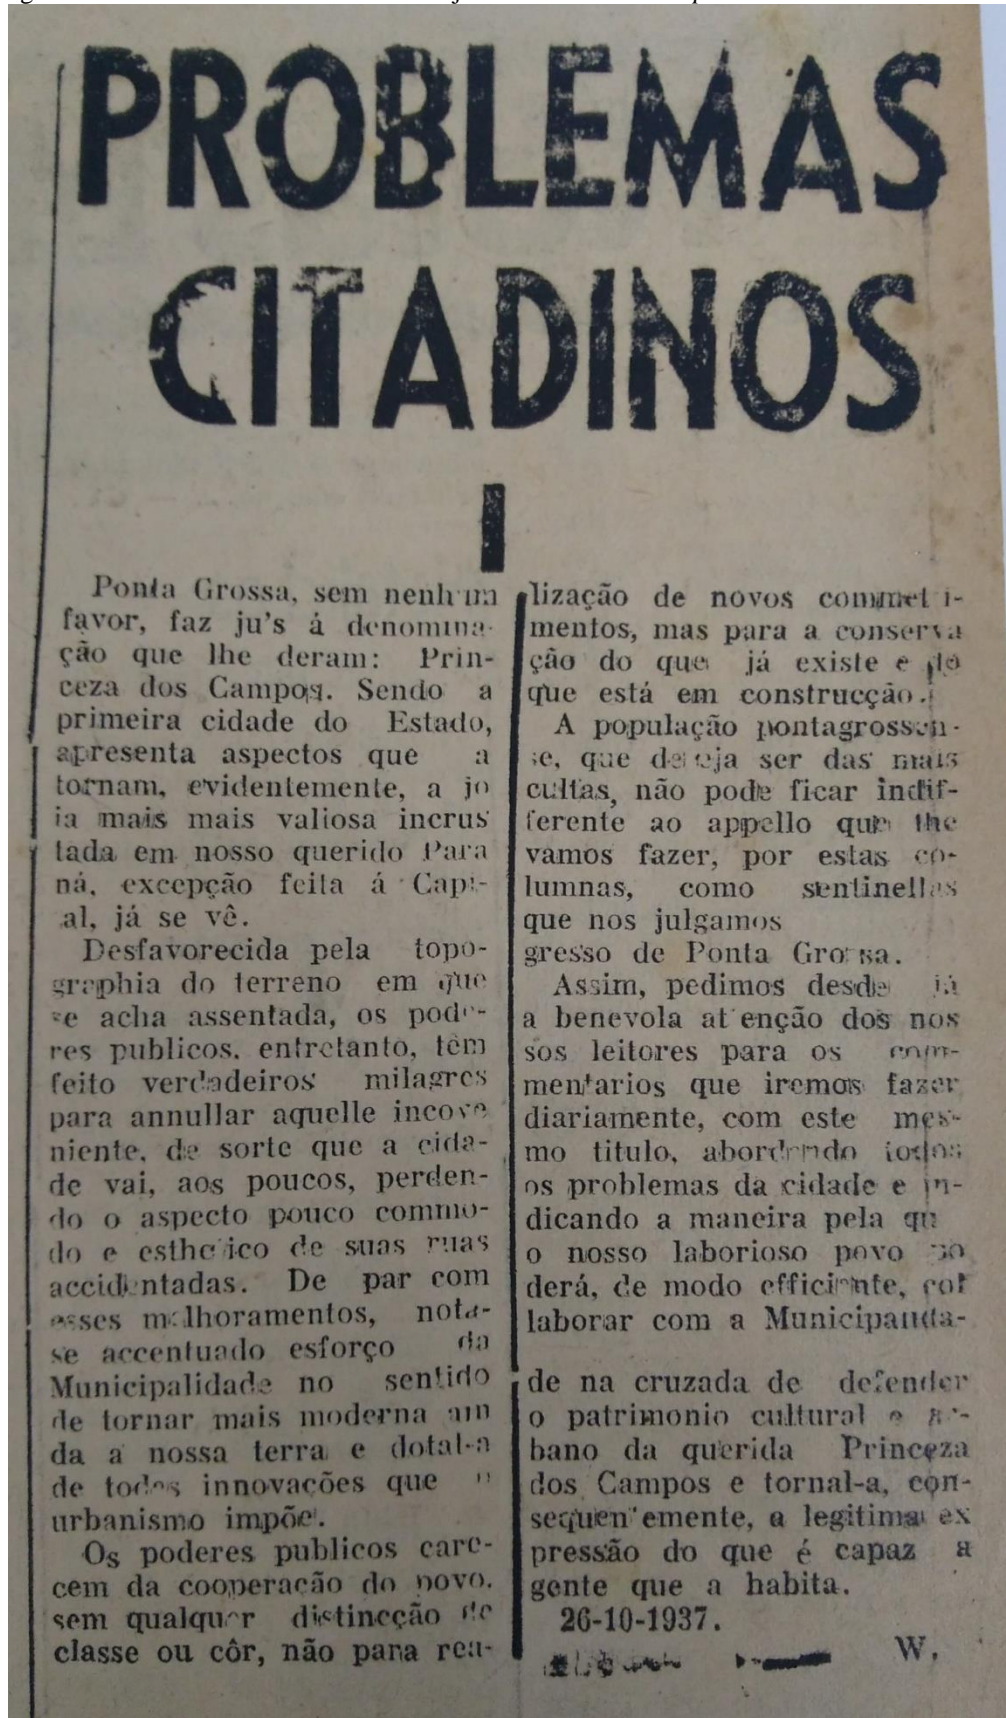 PROBLEMAS
CITADINOS
I
Ponta Grossa, sem nenhum
favor, faz ju's á denomina-
ção que lhe deram: Prin-
ceza dos Campos. Sendo a
primeira cidade do Estado,
apresenta aspectos que a
tornam, evidentemente, a jo
ia mais mais valiosa incrus
tada em nosso querido Para
ná, excepção feita á Capi-
al, já se vê.
Desfavorecida pela topo-
graphia do terreno em que
se acha assentada, os pode-
res publicos, entretanto, têm
feito verdadeiros milagres
para annullar aquelle incove
niente, de sorte que a cida-
de vai, aos poucos, perden-
do o aspecto pouco commo-
do e esthetico de suas ruas
accidentadas. De par com
esses melhoramentos, nota-
se accentuado esforço da
Municipalidade no sentido
de tornar mais moderna ain
da a nossa terra e dotal-a
de todas innovações que o
urbanismo impõe.
Os poderes publicos care-
cem da cooperação do povo,
sem qualquer distincção de
classe ou côr, não para rea-
lização de novos commeti-
mentos, mas para a conserva
ção do que já existe e do
que está em construcção.
A população pontagrossen-
se, que deseja ser das mais
cultas, não pode ficar indif-
ferente ao appello que lhe
vamos fazer, por estas co-
lumnas, como sentinellas
que nos julgamos
gresso de Ponta Grossa.
Assim, pedimos desde já
a benevola attenção dos nos
sos leitores para os com-
mentarios que iremos fazer
diariamente, com este mes-
mo titulo, abordando todos
os problemas da cidade e in-
dicando a maneira pela qu
o nosso laborioso povo po
derá, de modo efficiente, col
laborar com a Municipalida-
de na cruzada de defender
o patrimonio cultural e ur-
bano da querida Princeza
dos Campos e tornal-a, con-
sequentemente, a legitima ex
pressão do que é capaz a
gente que a habita.
26-10-1937.
W.